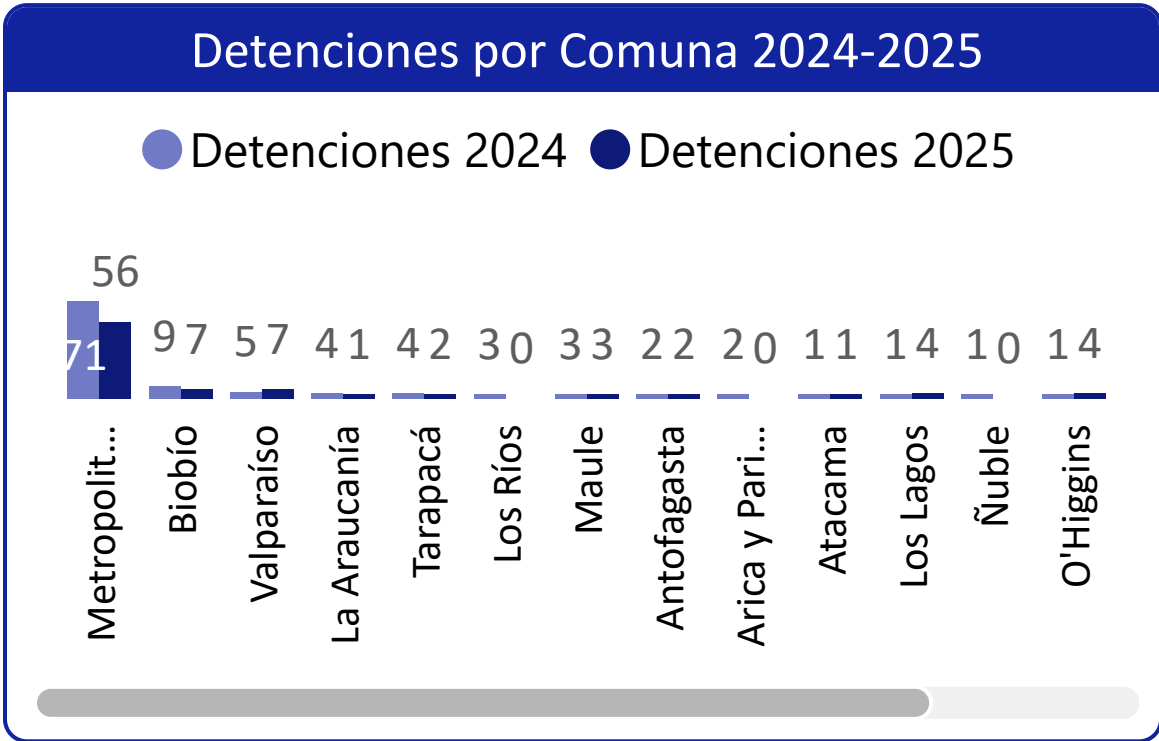 Detenciones por Comuna 2024-2025
Detenciones 2024 Detenciones 2025
71 56 9 7 5 7 4 1 4 2 3 0 3 3 2 2 2 0 1 1 1 4 1 0 1 4
Metropolit...
Biobío
Valparaíso
La Araucanía
Tarapacá
Los Ríos
Maule
Antofagasta
Arica y Pari...
Atacama
Los Lagos
Ñuble
O'Higgins